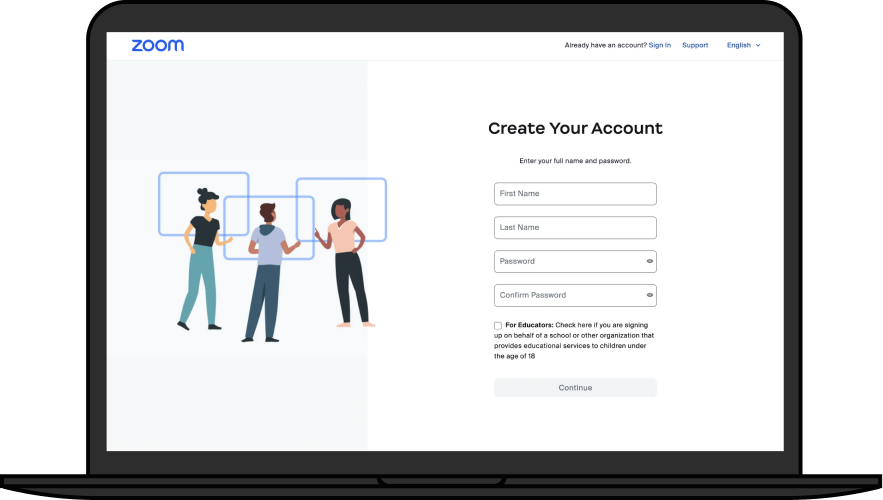 zoom
Already have an account? Sign In Support English
Create Your Account
Enter your full name and password.
First Name
Last Name
Password
Confirm Password
For Educators: Check here if you are signing
up on behalf of a school or other organization that
provides educational services to children under
the age of 18
Continue